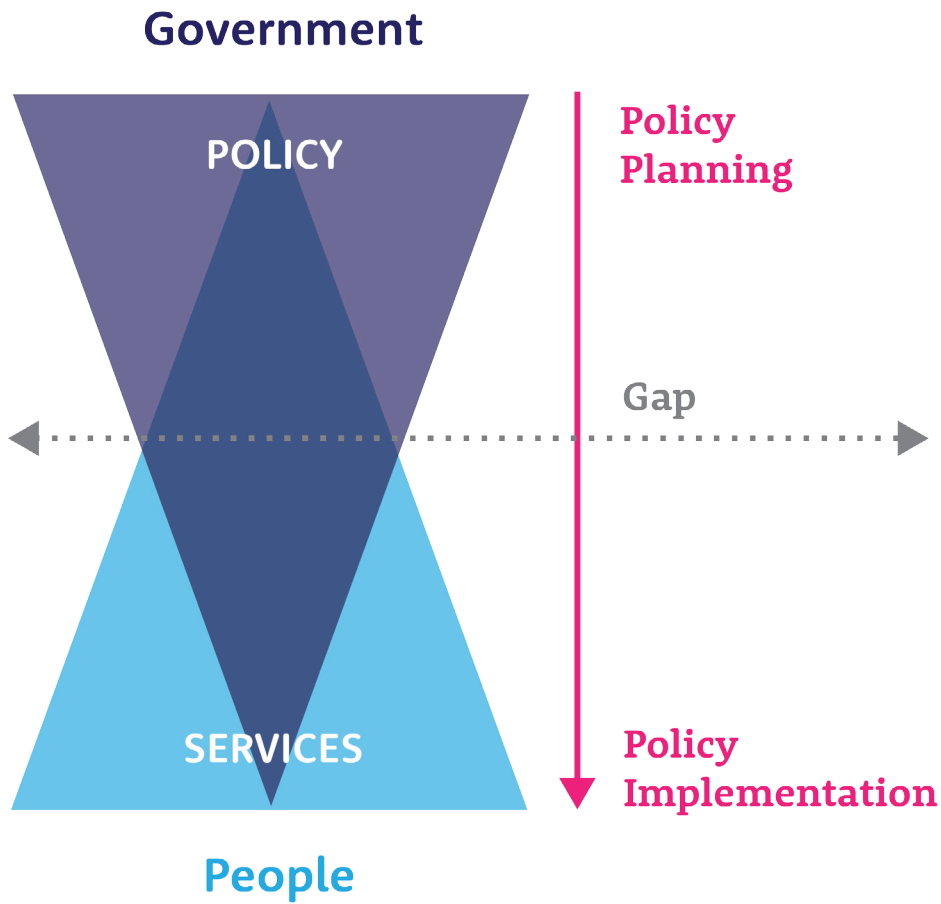 Government
POLICY
Policy
Planning
Gap
SERVICES
Policy
Implementation
People